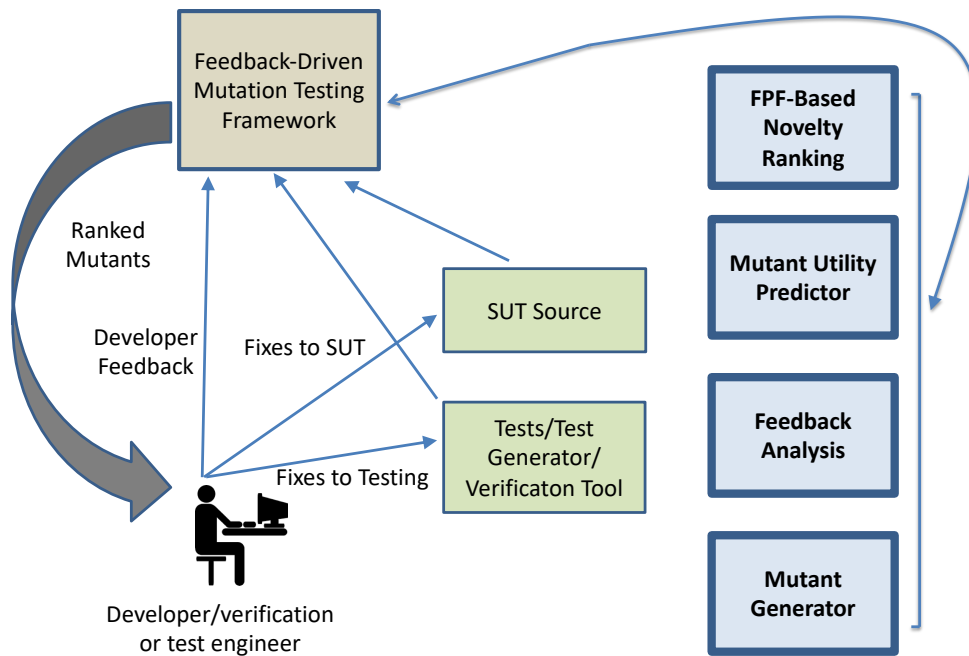 Feedback-Driven
Mutation Testing
Framework
FPF-Based
Novelty
Ranking
Ranked
Mutants
Mutant Utility
Predictor
SUT Source
Developer
Feedback
Fixes to SUT
Feedback
Analysis
Tests/Test
Generator/
Verificaton Tool
Fixes to Testing
Mutant
Generator
Developer/verification
or test engineer